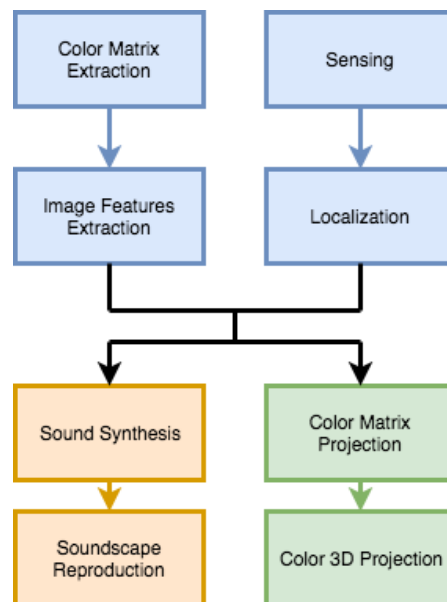 Color Matrix
Extraction
Sensing
Image Features
Extraction
Localization
Sound Synthesis
Color Matrix
Projection
Soundscape
Reproduction
Color 3D Projection